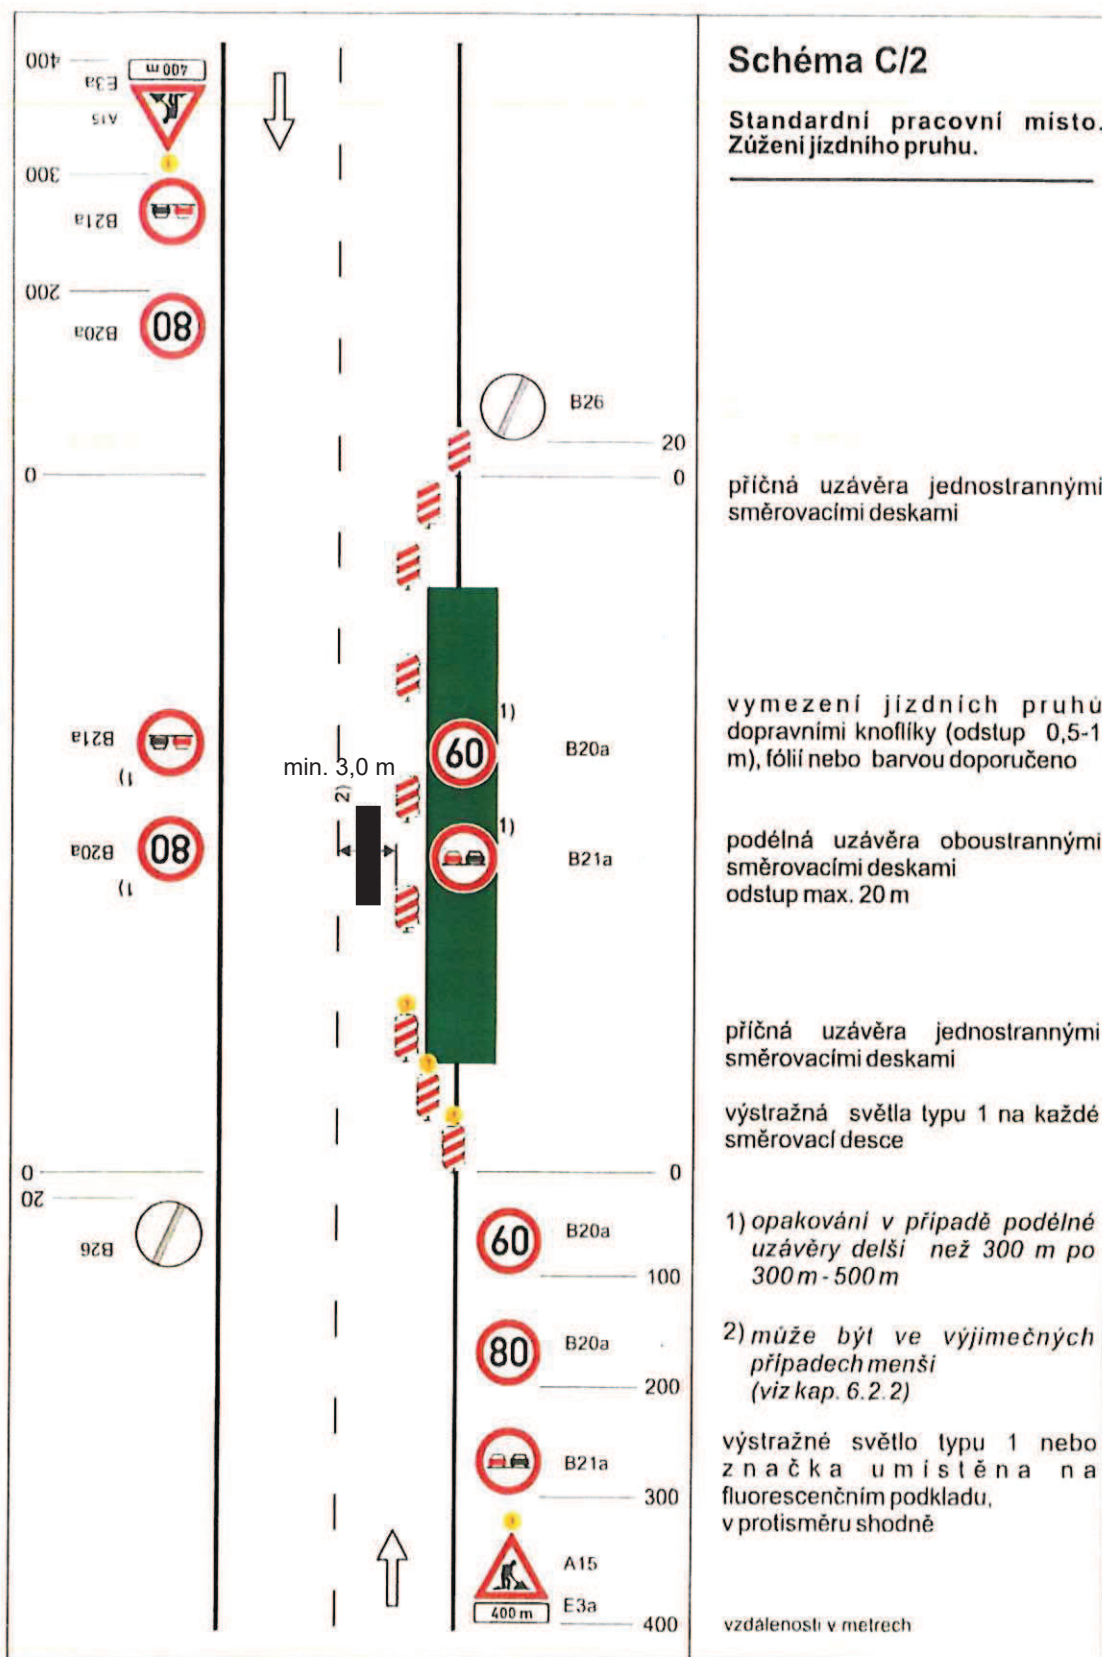 Schéma C/2
Standardní pracovní místo.
Zúžení jízdního pruhu.
400
400 m
E3a
A15
300
B21a
200
80
B20a
B26
20
0
0
příčná uzávěra jednostrannými
směrovacími deskami
1)
vymezení jízdních pruhů
dopravními knoflíky (odstup 0,5-1
m), fólií nebo barvou doporučeno
B21a
1)
60
B20a
min. 3,0 m
2)
1)
80
B20a
1)
B21a
podélná uzávěra oboustrannými
směrovacími deskami
odstup max. 20 m
příčná uzávěra jednostrannými
směrovacími deskami
výstražná světla typu 1 na každé
směrovací desce
0
0
20
B26
60
B20a
100
1) opakování v případě podélné
uzávěry delší než 300 m po
300 m - 500 m
80
B20a
200
2) může být ve výjimečných
případech menší
(viz kap. 6.2.2)
B21a
300
výstražné světlo typu 1 nebo
značka umístěna na
fluorescenčním podkladu,
v protisměru shodně
A15
400 m
E3a
400
vzdálenosti v metrech